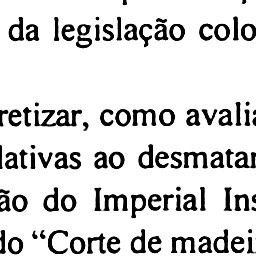 da legislação colo
retizar, como avalia
lativas ao desmatar
ão do Imperial Ins
do “Corte de madei